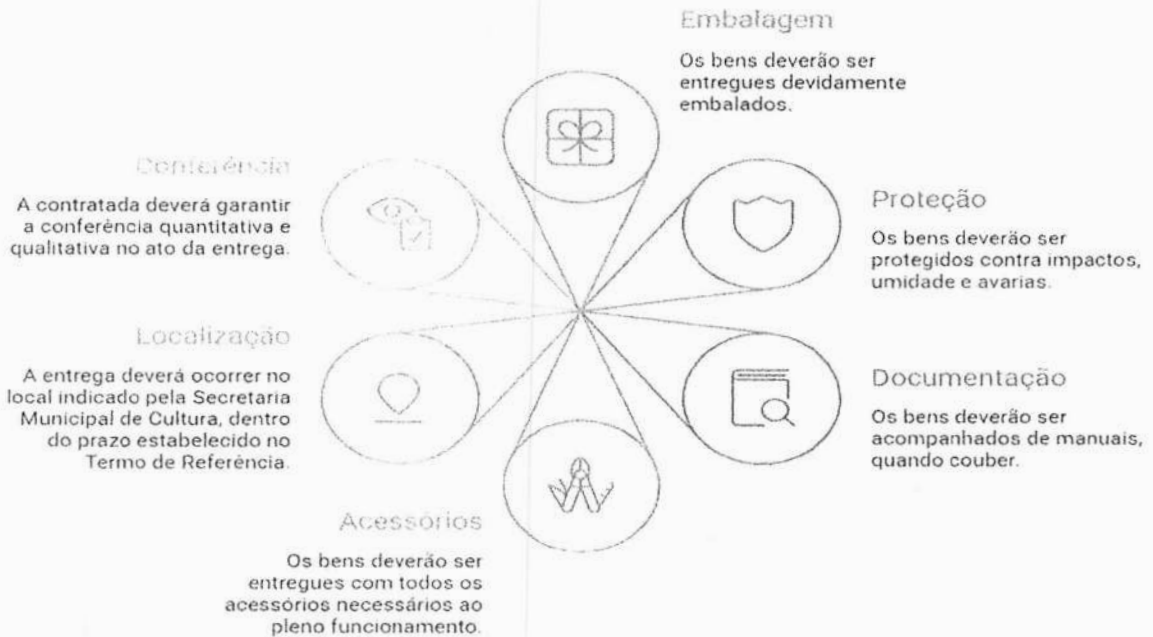 Embalagem
Os bens deverão ser
entregues devidamente
embalados.
Proteção
Os bens deverão ser
protegidos contra impactos,
umidade e avarias.
Documentação
Os bens deverão ser
acompanhados de manuais,
quando couber.
Acessórios
Os bens deverão ser
entregues com todos os
acessórios necessários ao
pleno funcionamento.
Localização
A entrega deverá ocorrer no
local indicado pela Secretaria
Municipal de Cultura, dentro
do prazo estabelecido no
Termo de Referência.
Conferência
A contratada deverá garantir
a conferência quantitativa e
qualitativa no ato da entrega.